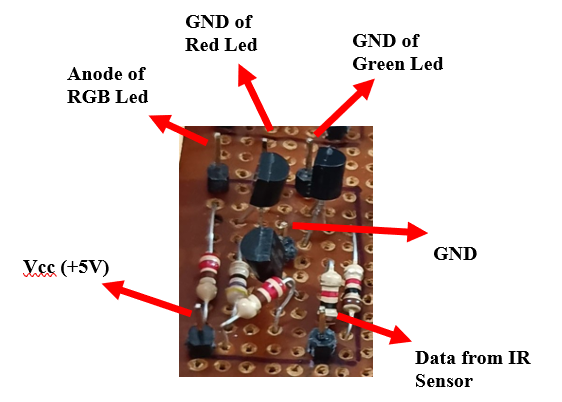 GND of
Red Led
GND of
Green Led
Anode of
RGB Led
GND
Vcc (+5V)
Data from IR
Sensor